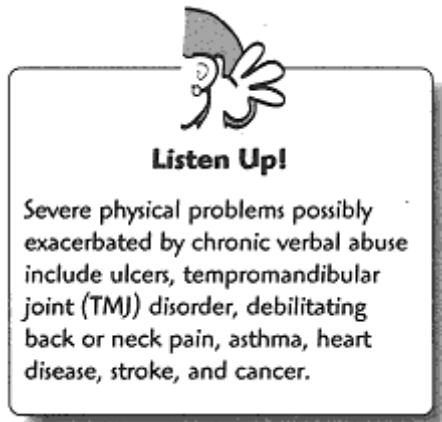 Listen Up!
Severe physical problems possibly
exacerbated by chronic verbal abuse
include ulcers, tempromandibular
joint (TMJ) disorder, debilitating
back or neck pain, asthma, heart
disease, stroke, and cancer.